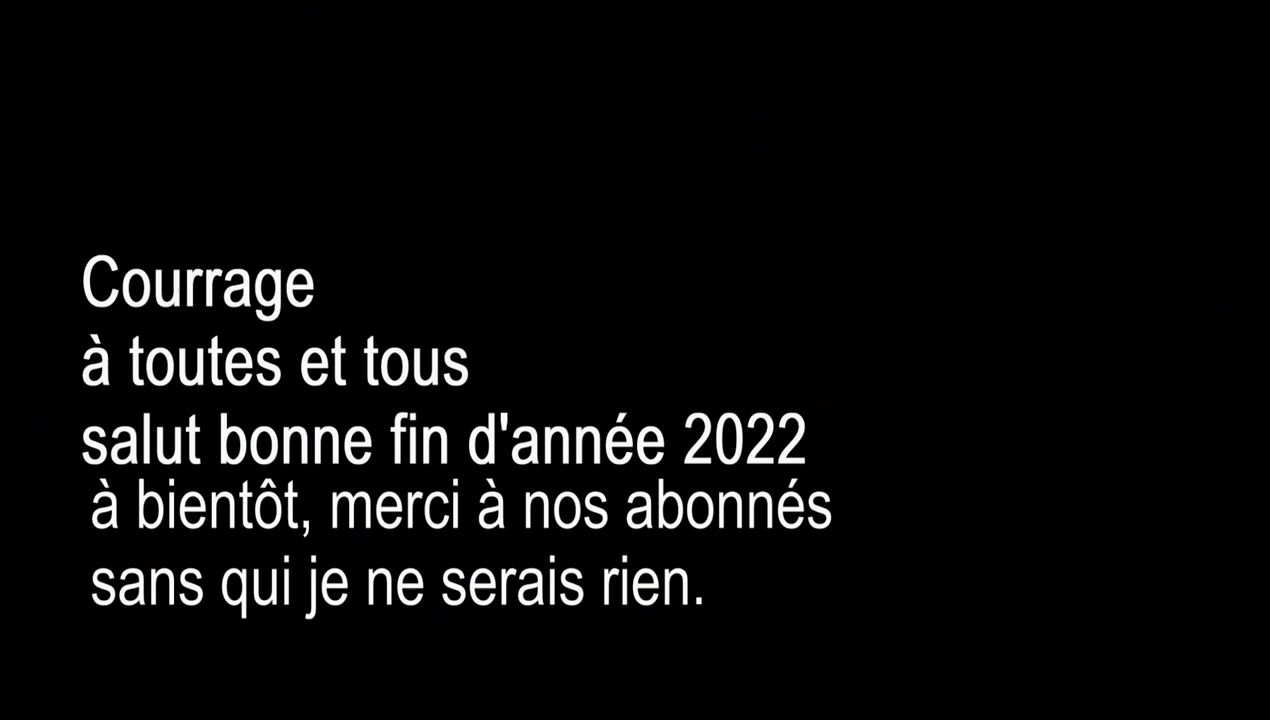 Courrage
à toutes et tous
salut bonne fin d'année 2022
à bientôt, merci à nos abonnés
sans qui je ne serais rien.